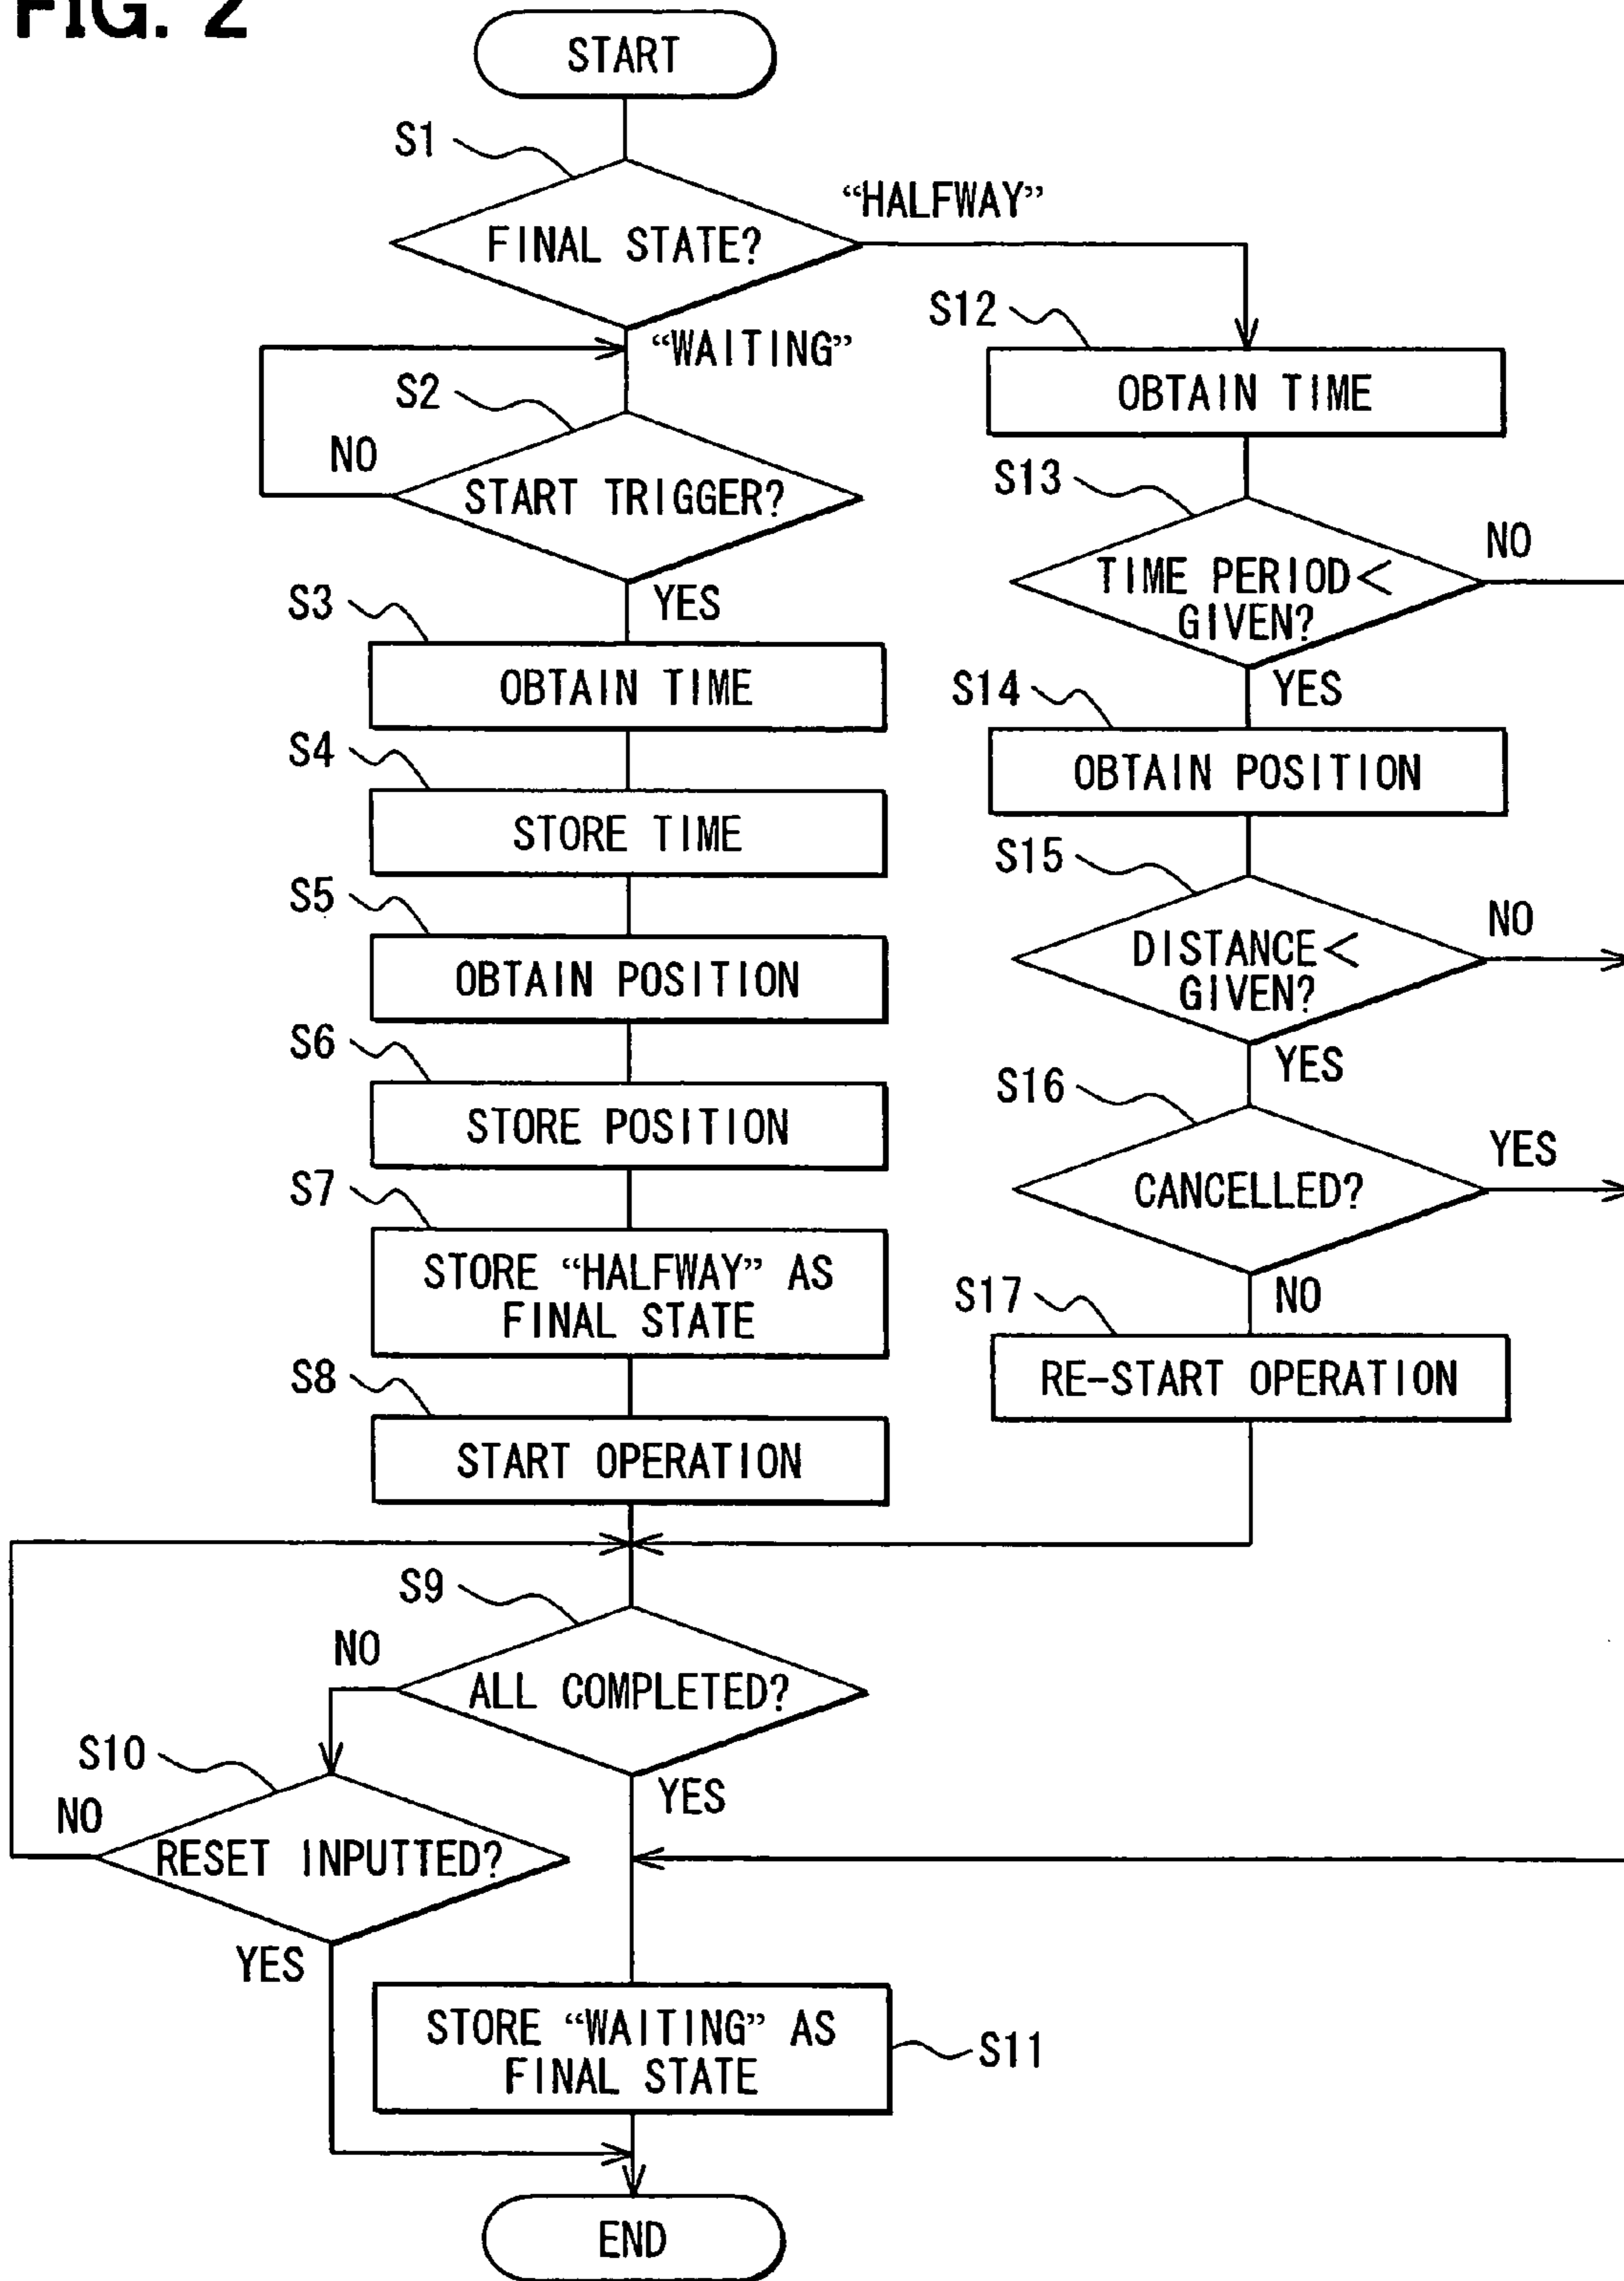 FIG. 2
START
S1
FINAL STATE?
“HALFWAY”
“WAITING”
S2
NO
START TRIGGER?
YES
S3
OBTAIN TIME
S4
STORE TIME
S5
OBTAIN POSITION
S6
STORE POSITION
S7
STORE “HALFWAY” AS
FINAL STATE
S8
START OPERATION
S9
NO
ALL COMPLETED?
YES
S10
NO
RESET INPUTTED?
YES
STORE “WAITING” AS
FINAL STATE
S11
END
S12
OBTAIN TIME
S13
NO
TIME PERIOD<
GIVEN?
YES
S14
OBTAIN POSITION
S15
NO
DISTANCE<
GIVEN?
YES
S16
YES
CANCELLED?
NO
S17
RE-START OPERATION